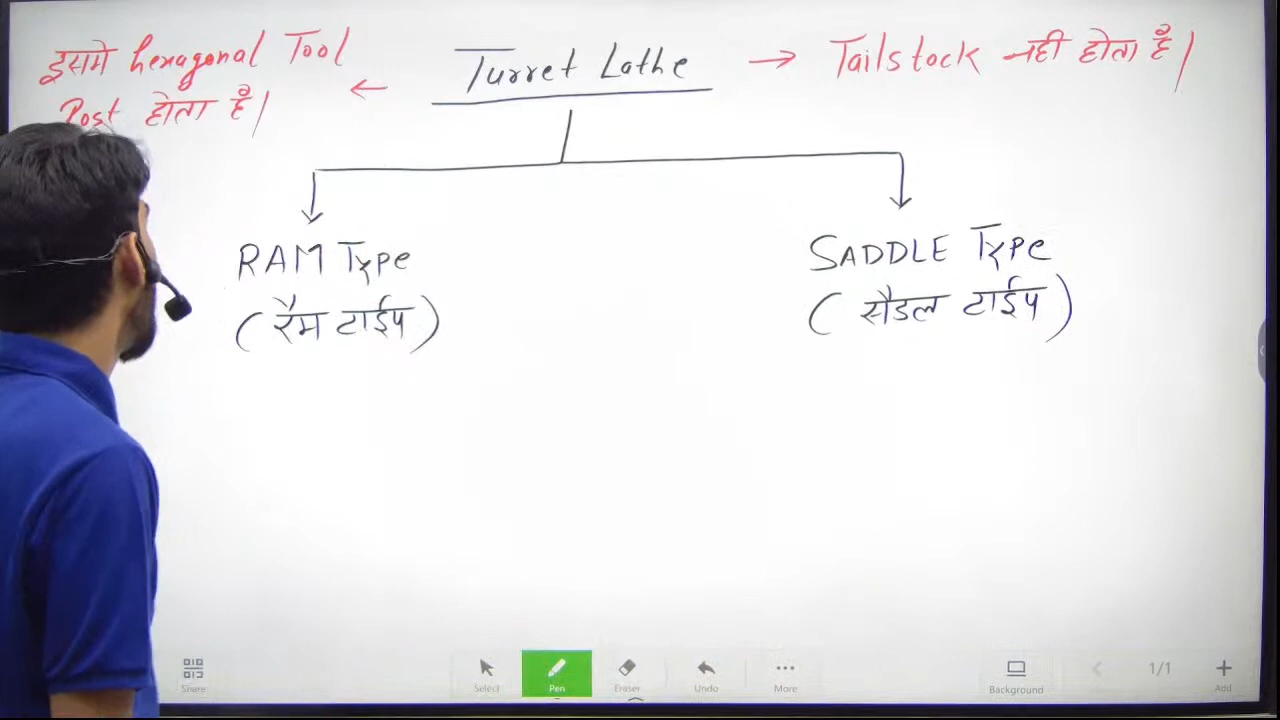 इसमे hexagonal Tool
Post होता है।
← Turret Lathe → Tailstock नही होता है।
RAM Type
(रैम टाईप)
SADDLE Type
(सैडल टाईप)
Share
Select
Pen
Eraser
Undo
More
Background
1/1
Add